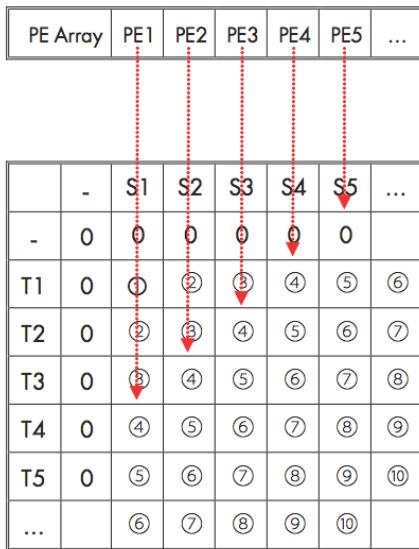 PE Array PE1 PE2 PE3 PE4 PE5 ...
- S1 S2 S3 S4 S5 ...
- 0 0 0 0 0 0
T1 0 ① ② ③ ④ ⑤ ⑥
T2 0 ② ③ ④ ⑤ ⑥ ⑦
T3 0 ③ ④ ⑤ ⑥ ⑦ ⑧
T4 0 ④ ⑤ ⑥ ⑦ ⑧ ⑨
T5 0 ⑤ ⑥ ⑦ ⑧ ⑨ ⑩
... ⑥ ⑦ ⑧ ⑨ ⑩